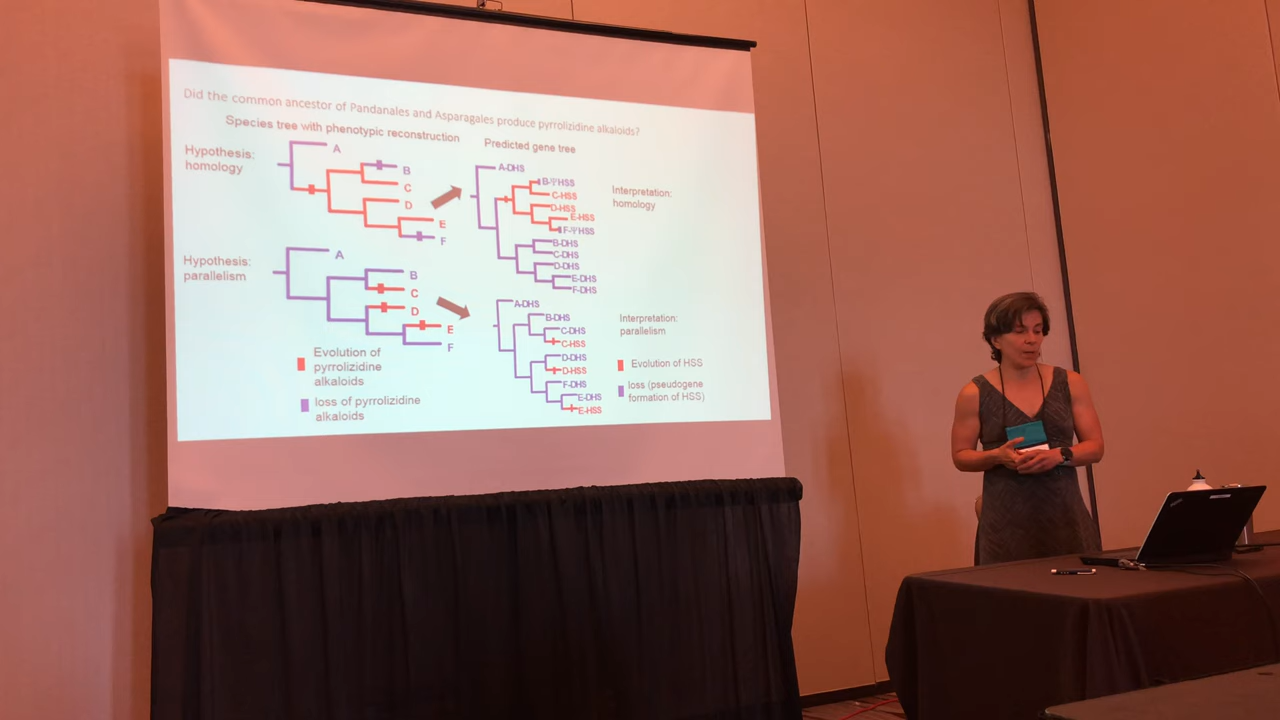 Did the common ancestor of Pandanales and Asparagales produce pyrrolizidine alkaloids?
Species tree with phenotypic reconstruction
Predicted gene tree
Hypothesis:
homology
A
B
C
D
E
F
A-DHS
B-ΨHSS
C-HSS
D-HSS
E-HSS
F-ΨHSS
B-DHS
C-DHS
D-DHS
E-DHS
F-DHS
Interpretation:
homology
Hypothesis:
parallelism
A
B
C
D
E
F
A-DHS
B-DHS
C-DHS
C-HSS
D-DHS
D-HSS
F-DHS
E-DHS
E-HSS
Interpretation:
parallelism
Evolution of
pyrrolizidine
alkaloids
loss of pyrrolizidine
alkaloids
Evolution of HSS
loss (pseudogene
formation of HSS)